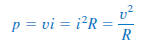 p = vi = i²R = v²/R